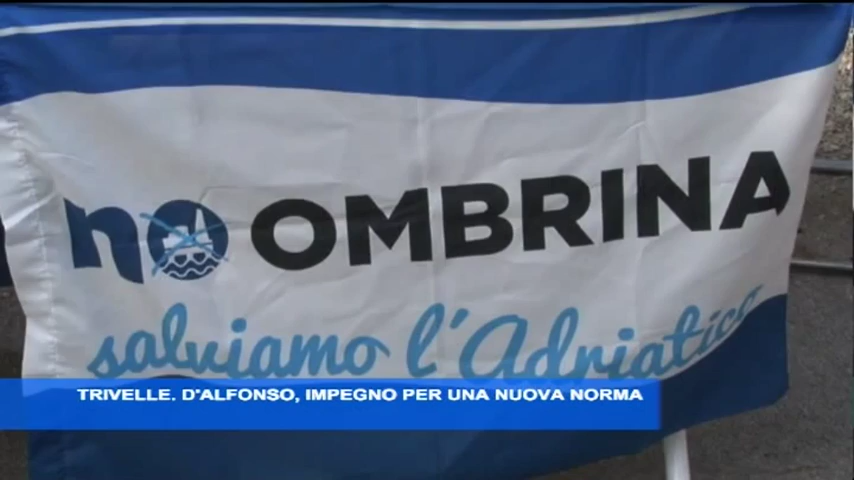 no OMBRINA
salviamo l'Adriatico
TRIVELLE. D'ALFONSO, IMPEGNO PER UNA NUOVA NORMA